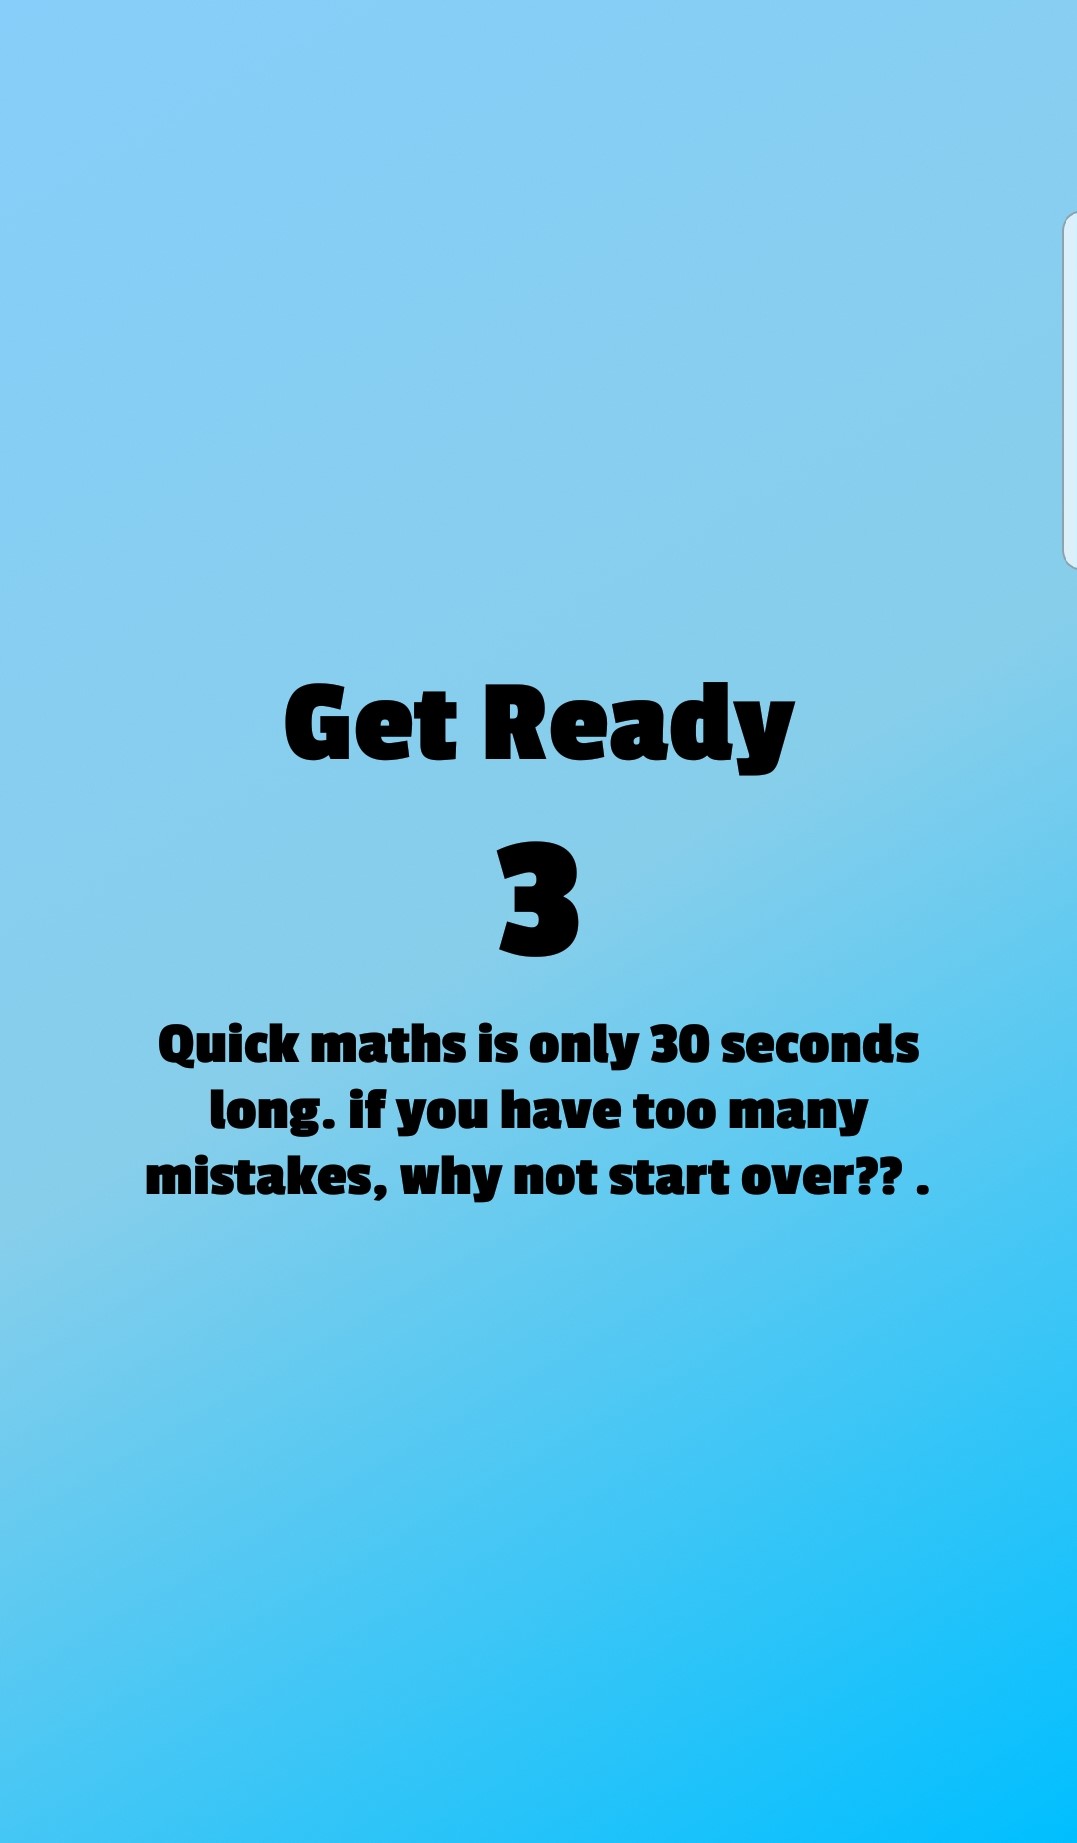 Get Ready
3
Quick maths is only 30 seconds
long. if you have too many
mistakes, why not start over?? .